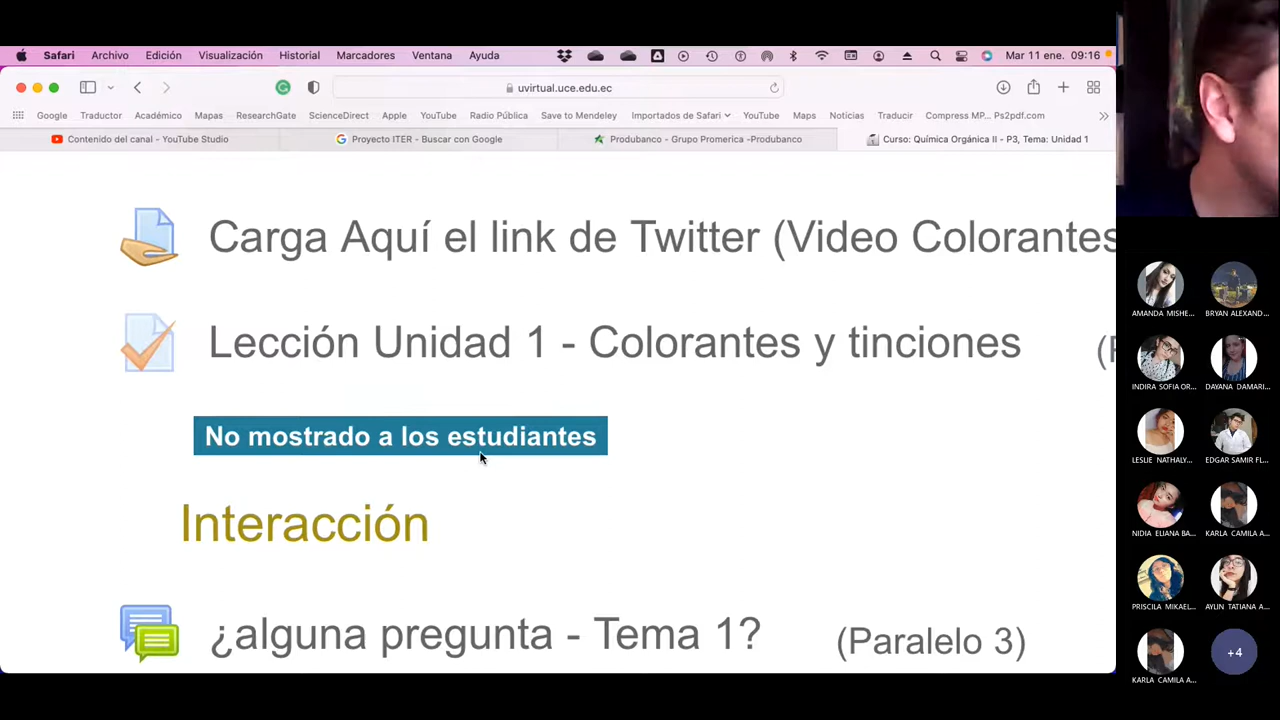 Safari Archivo Edición Visualización Historial Marcadores Ventana Ayuda Mar 11 ene. 09:16
uvirtual.uce.edu.ec
Google Traductor Académico Mapas ResearchGate ScienceDirect Apple YouTube Radio Pública Save to Mendeley Importados de Safari YouTube Maps Noticias Traducir Compress MP... Ps2pdf.com
Contenido del canal - YouTube Studio Proyecto ITER - Buscar con Google Produbanco - Grupo Promerica -Produbanco Curso: Química Orgánica II - P3, Tema: Unidad 1
Carga Aquí el link de Twitter (Video Colorantes
Lección Unidad 1 - Colorantes y tinciones
No mostrado a los estudiantes
Interacción
¿alguna pregunta - Tema 1? (Paralelo 3)
AMANDA MISHE... BRYAN ALEXAND...
INDIRA SOFIA OR... DAYANA DAMARI...
LESLIE NATHALY... EDGAR SAMIR FL...
NIDIA ELIANA BA... KARLA CAMILA A...
PRISCILA MIKAEL... AYLIN TATIANA A...
KARLA CAMILA A... +4